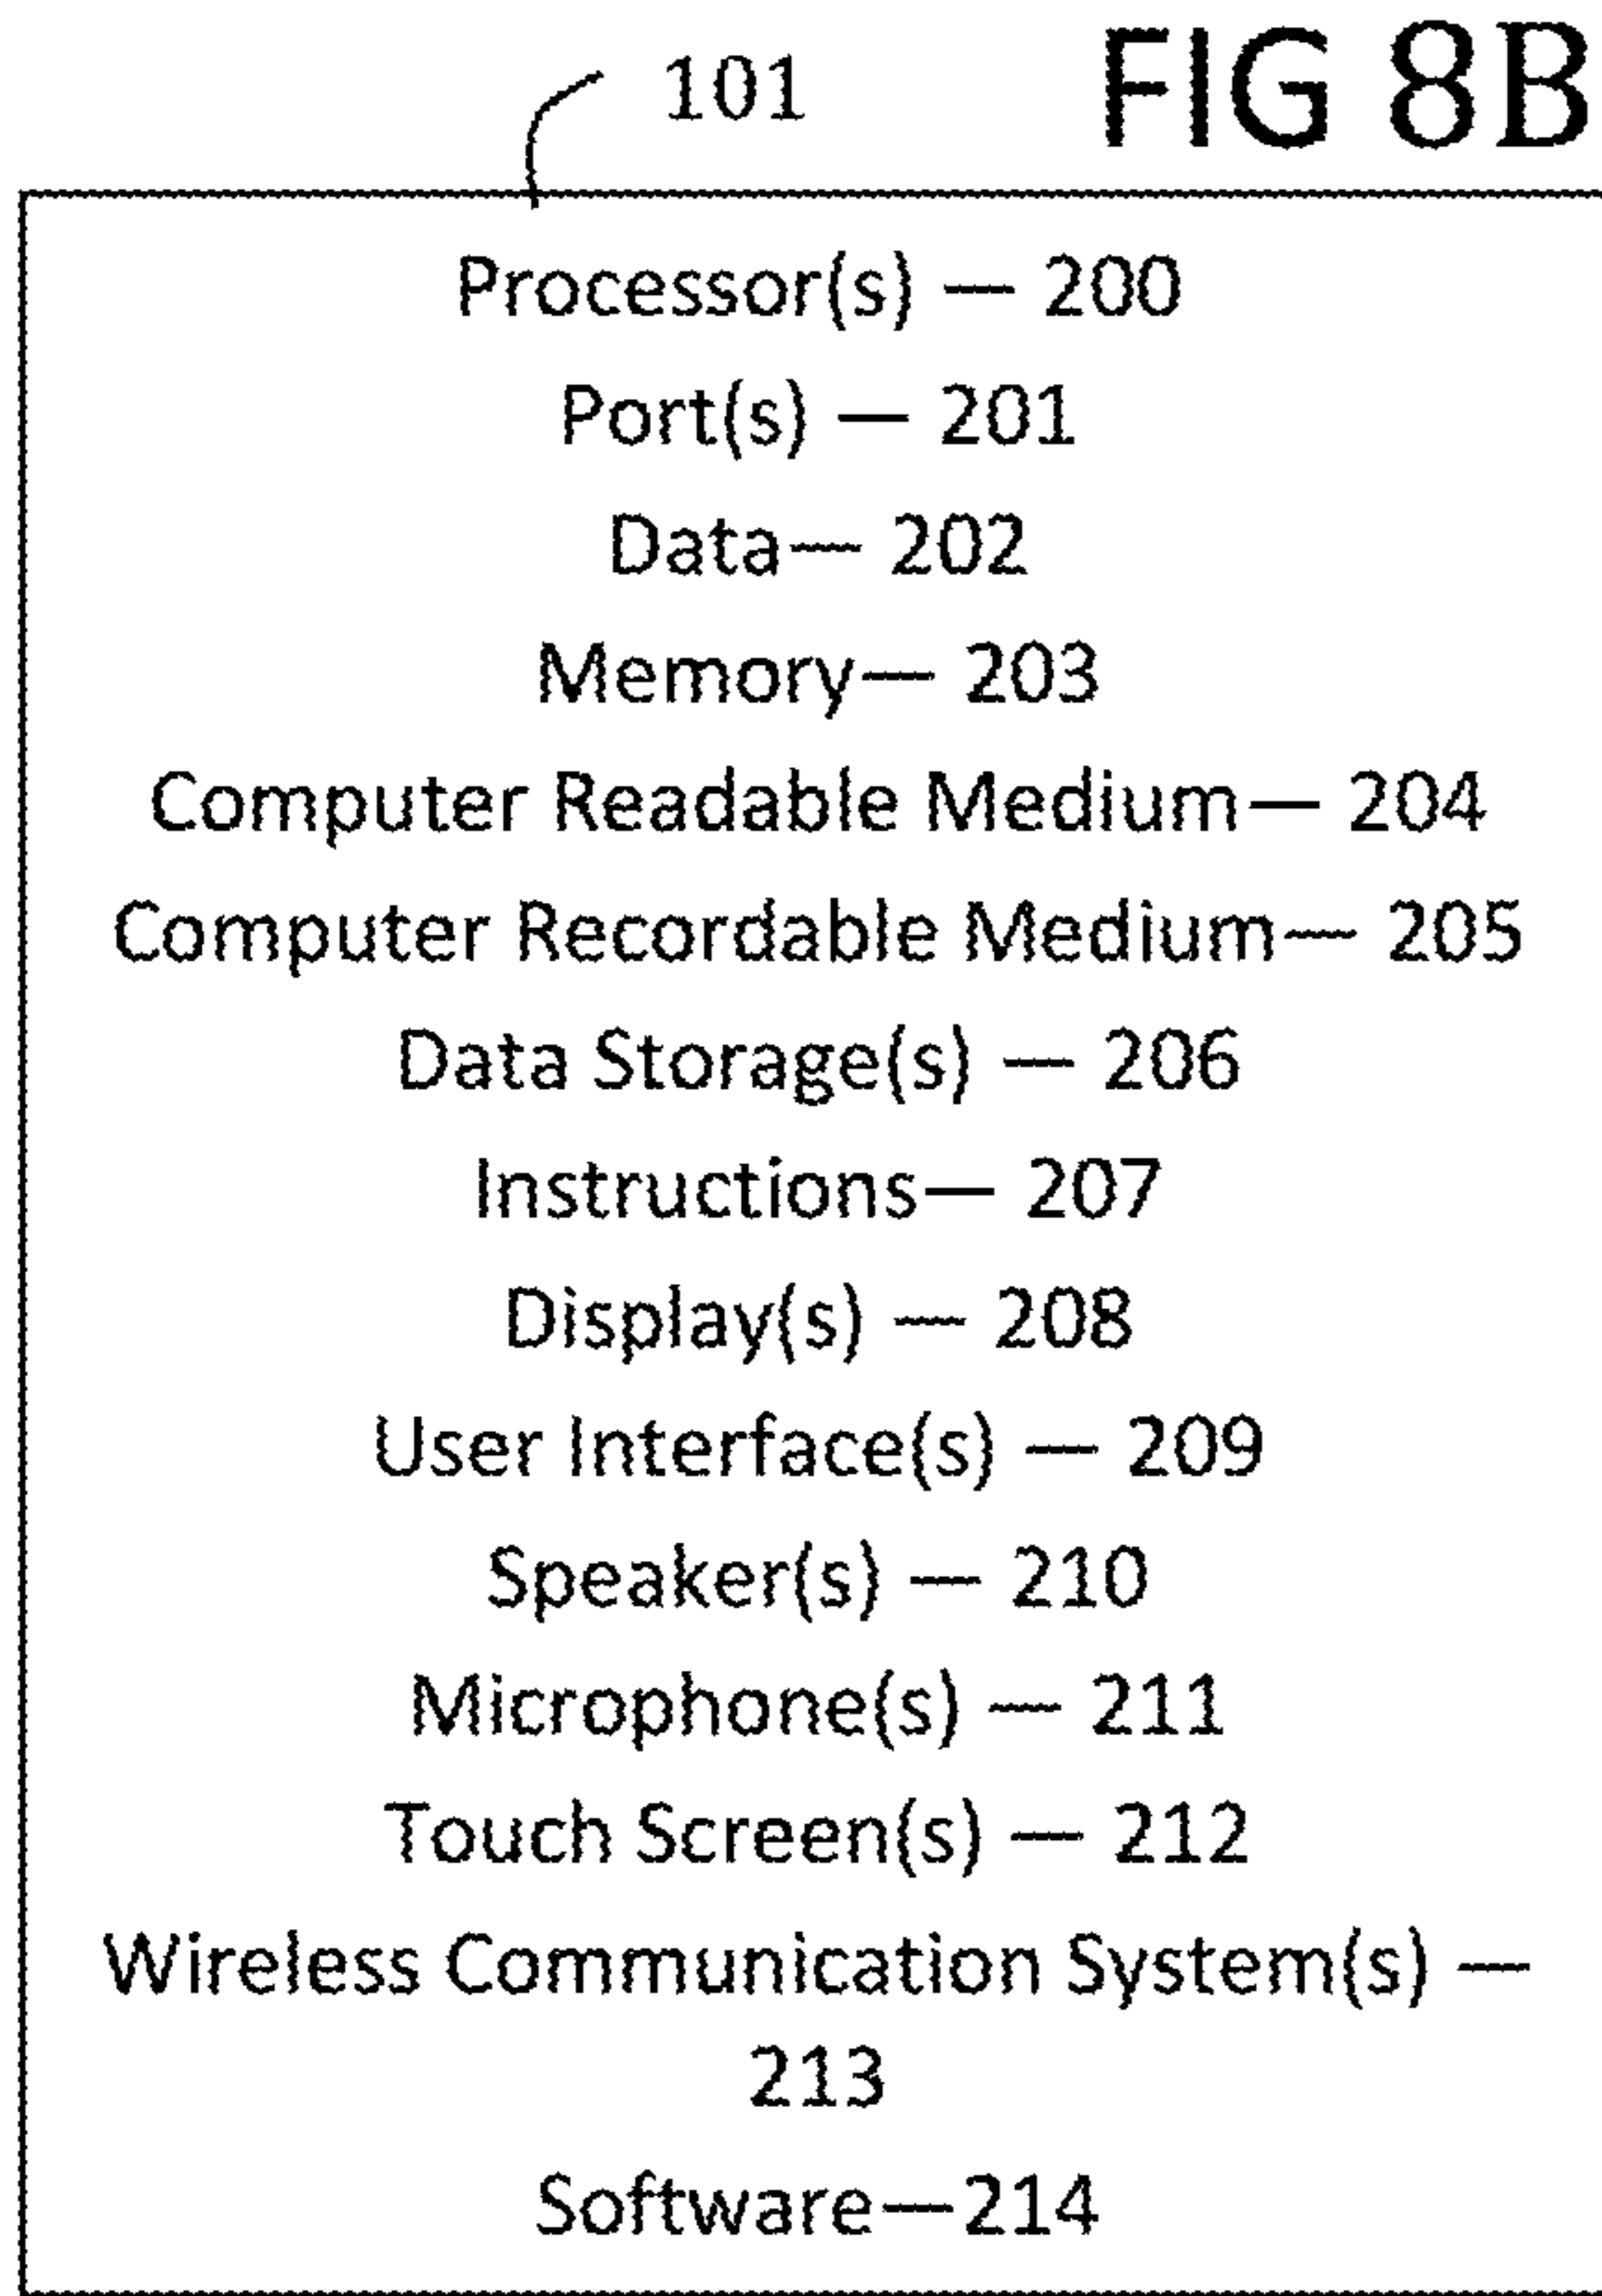 101 FIG 8B
Processor(s) — 200
Port(s) — 201
Data— 202
Memory— 203
Computer Readable Medium— 204
Computer Recordable Medium— 205
Data Storage(s) — 206
Instructions— 207
Display(s) — 208
User Interface(s) — 209
Speaker(s) — 210
Microphone(s) — 211
Touch Screen(s) — 212
Wireless Communication System(s) —
213
Software—214